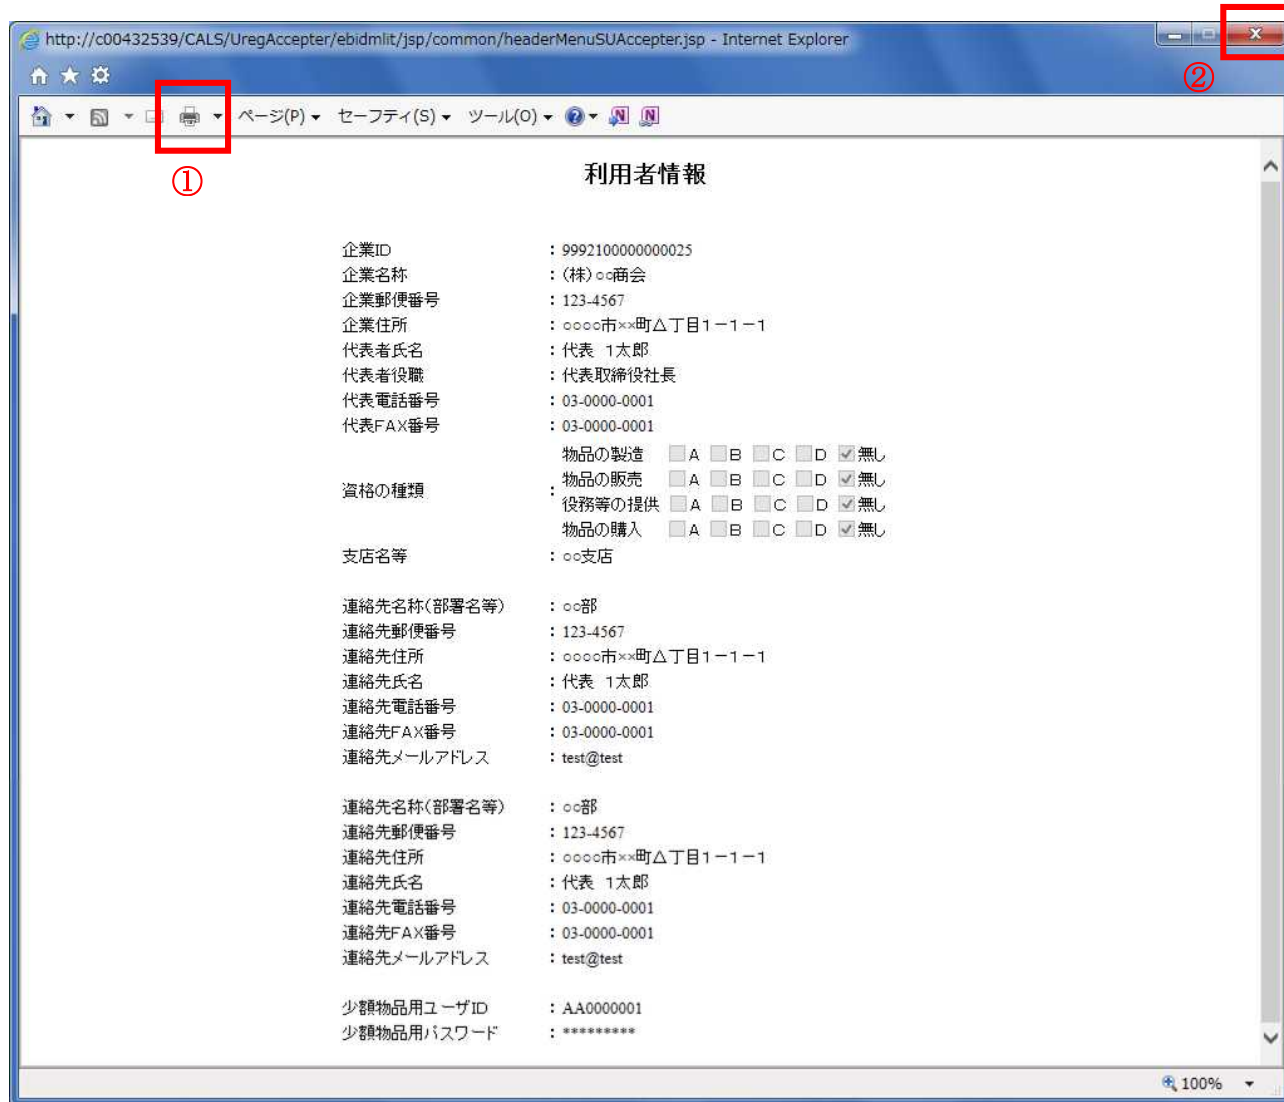 http://c00432539/CALS/UregAccepter/ebidmlit/jsp/common/headerMenuSUAccepter.jsp - Internet Explorer
②
ページ(P) セーフティ(S) ツール(O)
①
利用者情報
企業ID : 9992100000000025
企業名称 : (株)○○商会
企業郵便番号 : 123-4567
企業住所 : ○○○○市××町△丁目1-1-1
代表者氏名 : 代表 1太郎
代表者役職 : 代表取締役社長
代表電話番号 : 03-0000-0001
代表FAX番号 : 03-0000-0001
資格の種類 :
物品の製造 A B C D 無し
物品の販売 A B C D 無し
役務等の提供 A B C D 無し
物品の購入 A B C D 無し
支店名等 : ○○支店
連絡先名称(部署名等) : ○○部
連絡先郵便番号 : 123-4567
連絡先住所 : ○○○○市××町△丁目1-1-1
連絡先氏名 : 代表 1太郎
連絡先電話番号 : 03-0000-0001
連絡先FAX番号 : 03-0000-0001
連絡先メールアドレス : test@test
連絡先名称(部署名等) : ○○部
連絡先郵便番号 : 123-4567
連絡先住所 : ○○○○市××町△丁目1-1-1
連絡先氏名 : 代表 1太郎
連絡先電話番号 : 03-0000-0001
連絡先FAX番号 : 03-0000-0001
連絡先メールアドレス : test@test
少額物品用ユーザID : AA0000001
少額物品用パスワード : *********
100%